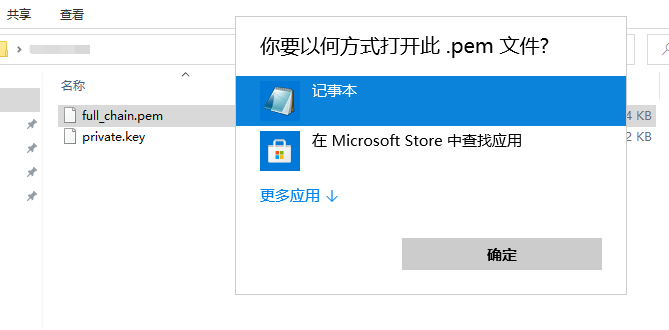 共享 查看
你要以何方式打开此 .pem 文件?
名称
记事本
full_chain.pem 4 KB
private.key 2 KB
在 Microsoft Store 中查找应用
更多应用 ↓
确定